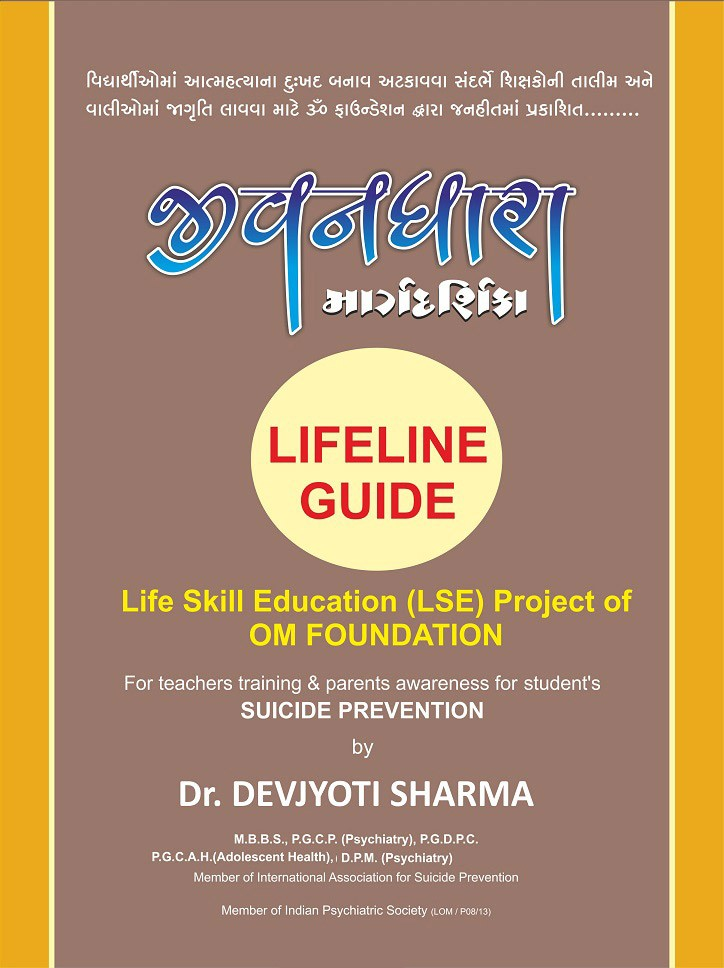 વિદ્યાર્થીઓમાં આત્મહત્યાના દુઃખદ બનાવ અટકાવવા સંદર્ભે શિક્ષકોની તાલીમ અને
વાલીઓમાં જાગૃતિ લાવવા માટે ૐ ફાઉન્ડેશન દ્વારા જનહીતમાં પ્રકાશિત.........
જીવનધારા
માર્ગદર્શિકા
LIFELINE
GUIDE
Life Skill Education (LSE) Project of
OM FOUNDATION
For teachers training & parents awareness for student's
SUICIDE PREVENTION
by
Dr. DEVJYOTI SHARMA
M.B.B.S., P.G.C.P. (Psychiatry), P.G.D.P.C.
P.G.C.A.H.(Adolescent Health), D.P.M. (Psychiatry)
Member of International Association for Suicide Prevention
Member of Indian Psychiatric Society (LOM / P08/13)